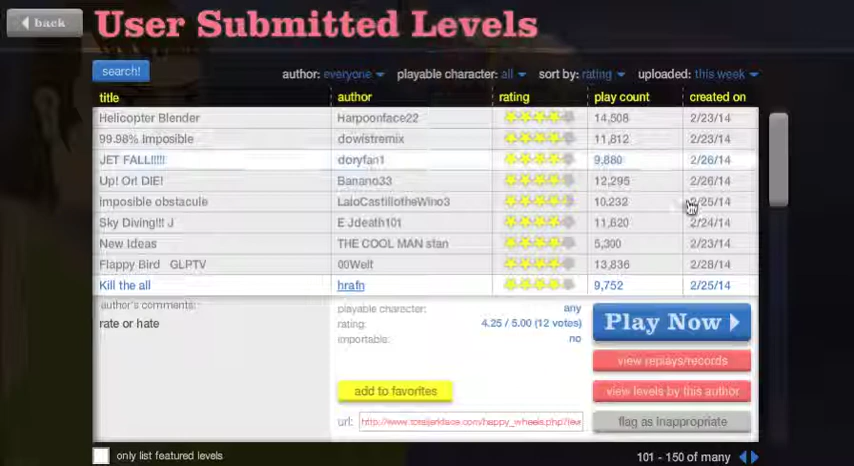 back
User Submitted Levels
search!
author: everyone playable character: all sort by: rating uploaded: this week
title author rating play count created on
Helicopter Blender Harpoonface22 14,508 2/23/14
99.98% Imposible dowistremix 11,812 2/23/14
JET FALL!!!!! doryfan1 9,880 2/26/14
Up! Or! DIE! Banano33 12,295 2/26/14
imposible obstacule LaloCastillotheWino3 10,232 2/25/14
Sky Diving!!! J E Jdeath101 11,620 2/24/14
New Ideas THE COOL MAN stan 5,300 2/23/14
Flappy Bird GLPTV 00Welt 13,836 2/28/14
Kill the all hrafn 9,752 2/25/14
author's comments:
rate or hate
playable character: any
rating: 4.25 / 5.00 (12 votes)
importable: no
Play Now
view replays/records
add to favorites
view levels by this author
url: http://www.totaljerkface.com/happy_wheels.php?lev
flag as inappropriate
only list featured levels
101 - 150 of many